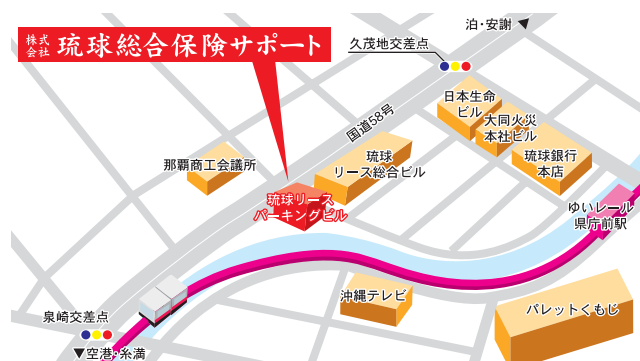 泊・安謝
株式
会社
琉球総合保険サポート
久茂地交差点
日本生命
ビル
国道58号
大同火災
本社ビル
那覇商工会議所
琉球
リース総合ビル
琉球銀行
本店
琉球リース
パーキングビル
ゆいレール
県庁前駅
沖縄テレビ
パレットくもじ
泉崎交差点
▼空港・糸満